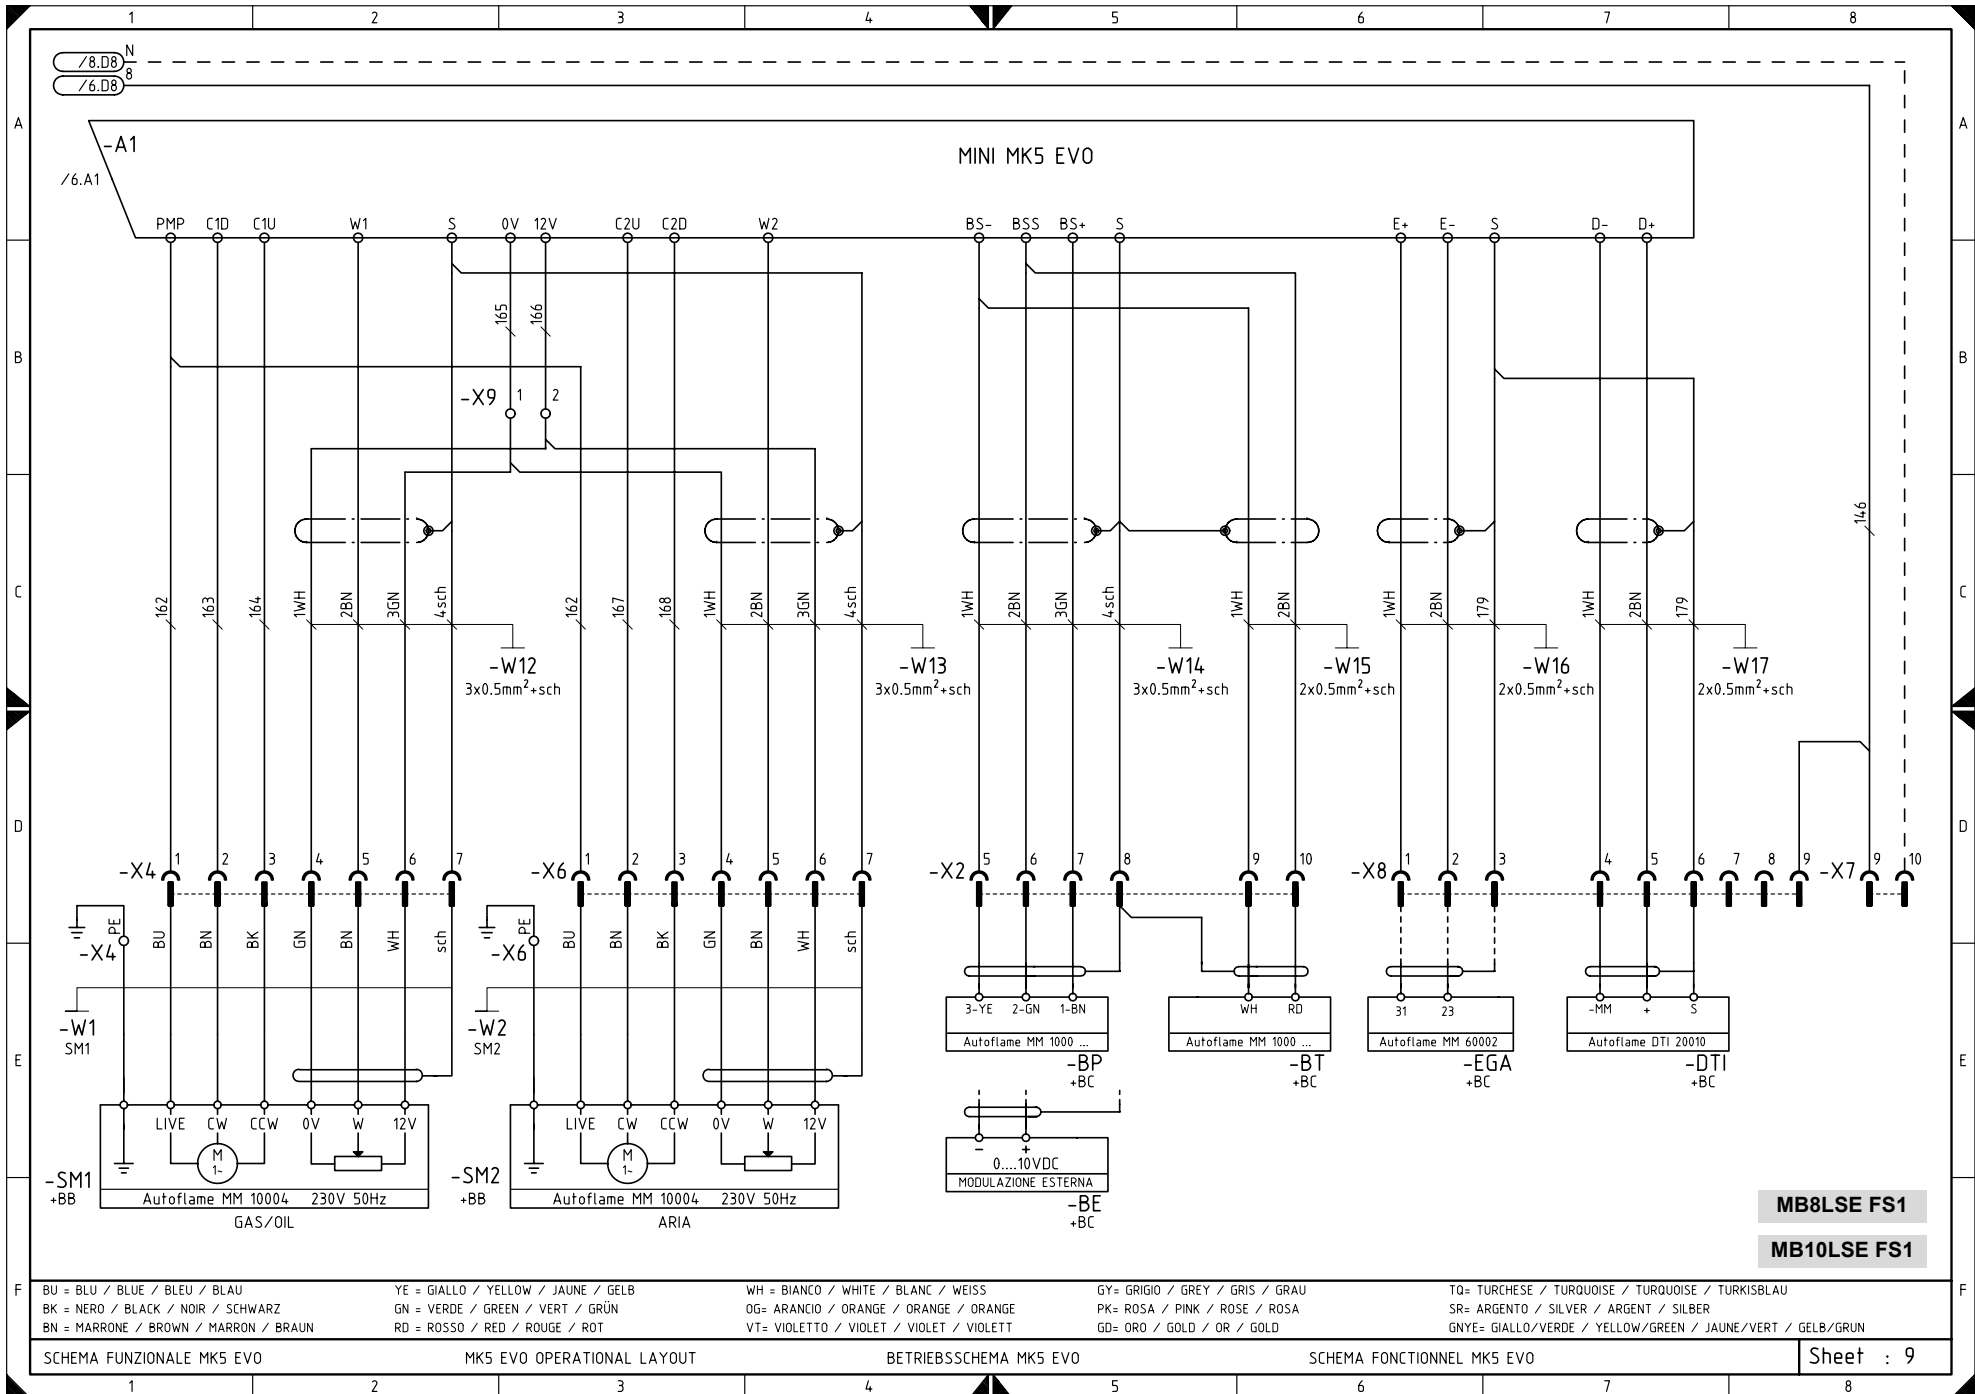 1 2 3 4 5 6 7 8
/8.D8 N
/6.D8 8
A A
-A1
MINI MK5 EVO
/6.A1
PMP C1D C1U W1 S 0V 12V C2U C2D W2 BS- BSS BS+ S E+ E- S D- D+
165 166
B B
-X9 1 2
146
C C
162 163 164 1WH 2BN 3GN 4sch 162 167 168 1WH 2BN 3GN 4sch 1WH 2BN 3GN 4sch 1WH 2BN 1WH 2BN 179 1WH 2BN 179
-W12 -W13 -W14 -W15 -W16 -W17
3x0.5mm²+sch 3x0.5mm²+sch 3x0.5mm²+sch 2x0.5mm²+sch 2x0.5mm²+sch 2x0.5mm²+sch
D D
-X4 1 2 3 4 5 6 7 -X6 1 2 3 4 5 6 7 -X2 5 6 7 8 9 10 -X8 1 2 3 4 5 6 7 8 9 -X7 9 10
PE BU BN BK GN BN WH sch PE BU BN BK GN BN WH sch
-X4 -X6
-W1 -W2
SM1 SM2
3-YE 2-GN 1-BN WH RD 31 23 -MM + S
Autoflame MM 1000 ... Autoflame MM 1000 ... Autoflame MM 60002 Autoflame DTI 20010
E E
-BP -BT -EGA -DTI
+BC +BC +BC +BC
LIVE CW CCW 0V W 12V LIVE CW CCW 0V W 12V
M M
1~ 1~
- +
0....10VDC
MODULAZIONE ESTERNA
-SM1 -SM2
+BB Autoflame MM 10004 230V 50Hz +BB Autoflame MM 10004 230V 50Hz
-BE
+BC
GAS/OIL ARIA
MB8LSE FS1
MB10LSE FS1
F F
BU = BLU / BLUE / BLEU / BLAU YE = GIALLO / YELLOW / JAUNE / GELB WH = BIANCO / WHITE / BLANC / WEISS GY= GRIGIO / GREY / GRIS / GRAU TQ= TURCHESE / TURQUOISE / TURQUOISE / TURKISBLAU
BK = NERO / BLACK / NOIR / SCHWARZ GN = VERDE / GREEN / VERT / GRÜN OG= ARANCIO / ORANGE / ORANGE / ORANGE PK= ROSA / PINK / ROSE / ROSA SR= ARGENTO / SILVER / ARGENT / SILBER
BN = MARRONE / BROWN / MARRON / BRAUN RD = ROSSO / RED / ROUGE / ROT VT= VIOLETTO / VIOLET / VIOLET / VIOLETT GD= ORO / GOLD / OR / GOLD GNYE= GIALLO/VERDE / YELLOW/GREEN / JAUNE/VERT / GELB/GRUN
SCHEMA FUNZIONALE MK5 EVO MK5 EVO OPERATIONAL LAYOUT BETRIEBSSCHEMA MK5 EVO SCHEMA FONCTIONNEL MK5 EVO Sheet : 9
1 2 3 4 5 6 7 8